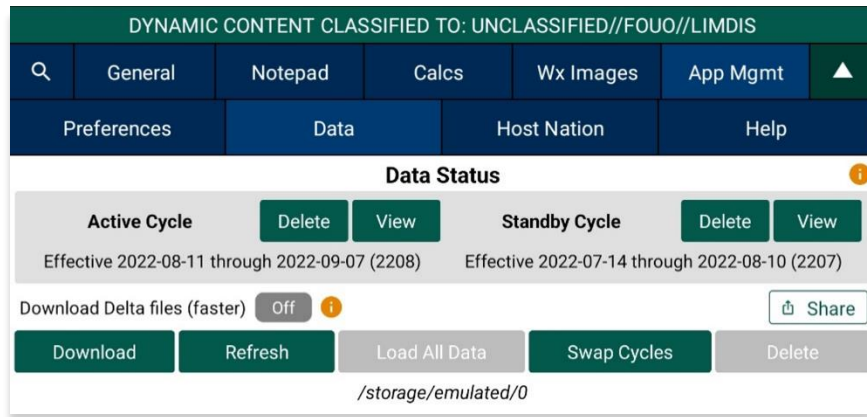 DYNAMIC CONTENT CLASSIFIED TO: UNCLASSIFIED//FOUO//LIMDIS
General Notepad Calcs Wx Images App Mgmt
Preferences Data Host Nation Help
Data Status
Active Cycle Delete View Standby Cycle Delete View
Effective 2022-08-11 through 2022-09-07 (2208) Effective 2022-07-14 through 2022-08-10 (2207)
Download Delta files (faster) Off Share
Download Refresh Load All Data Swap Cycles Delete
/storage/emulated/0